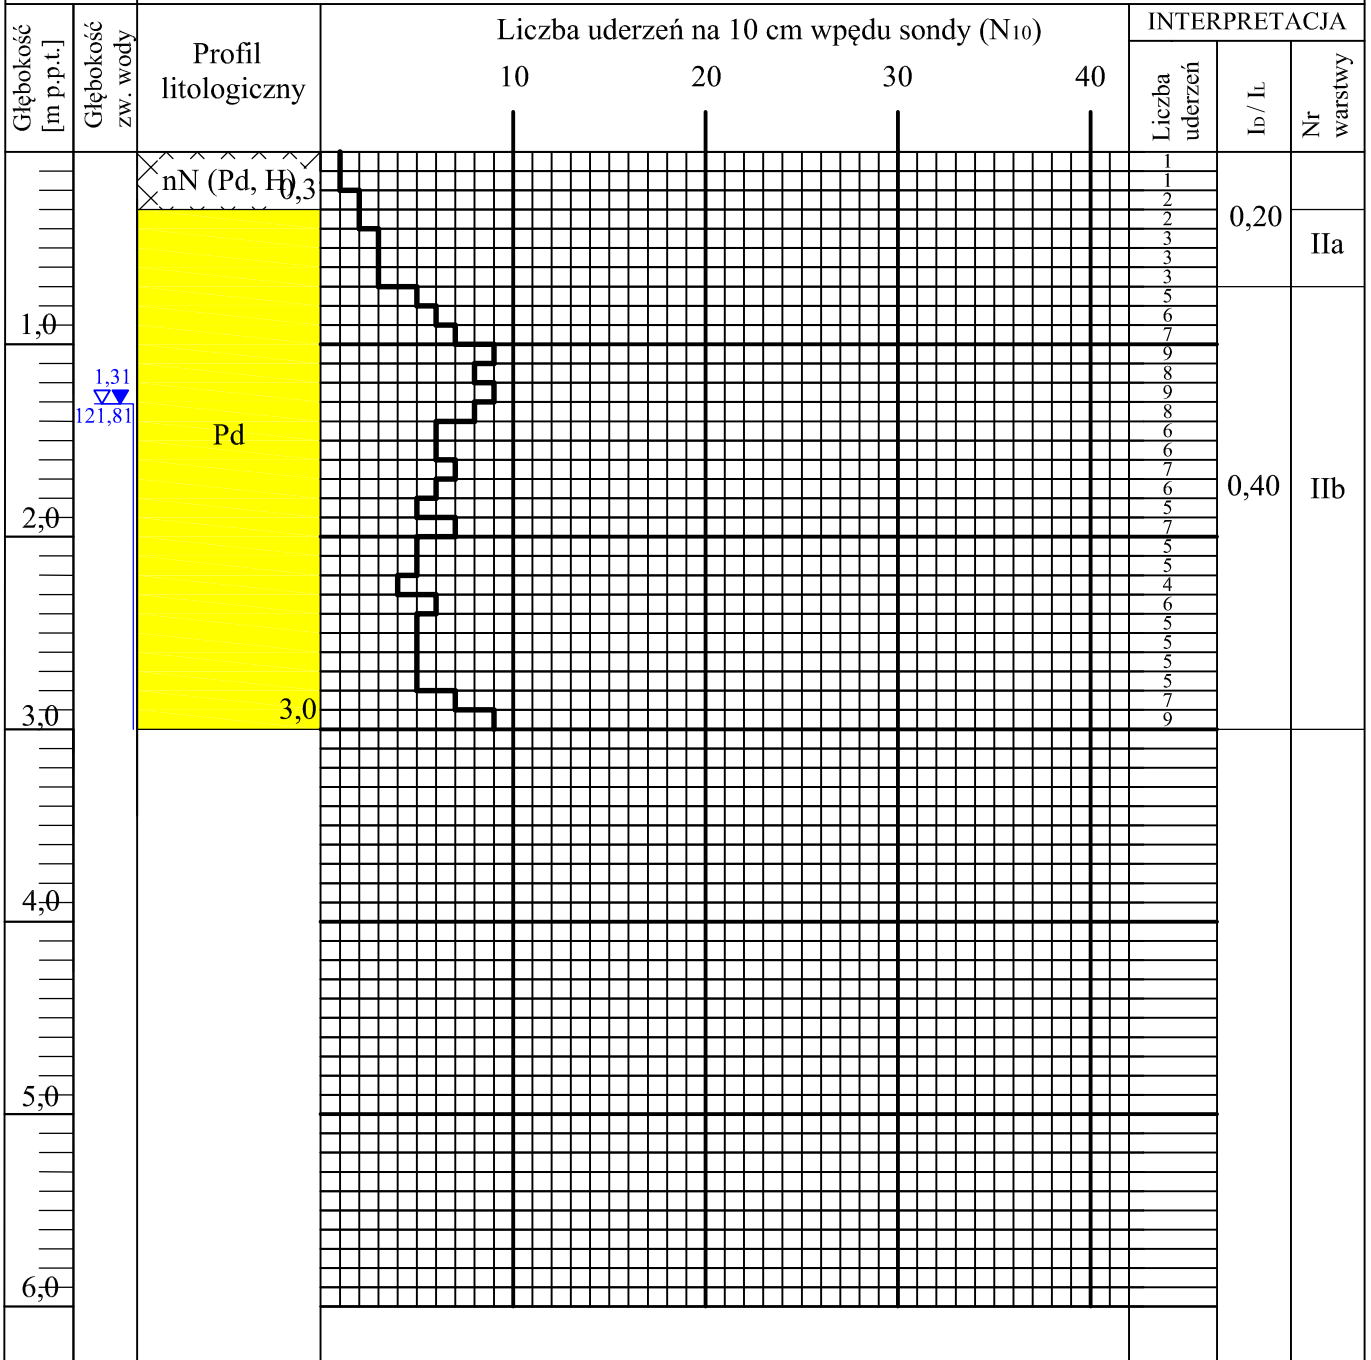 Głębokość
[m p.p.t.]
Głębokość
zw. wody
Profil
litologiczny
Liczba uderzeń na 10 cm wpędu sondy (N10)
10
20
30
40
INTERPRETACJA
Liczba
uderzeń
ID / IL
Nr
warstwy
nN (Pd, H)
0,3
1
1
2
2
3
3
3
5
6
7
9
8
9
8
6
6
7
6
5
7
5
5
4
6
5
5
5
5
7
9
0,20
IIa
1,0
1,31
121,81
Pd
0,40
IIb
2,0
3,0
3,0
4,0
5,0
6,0